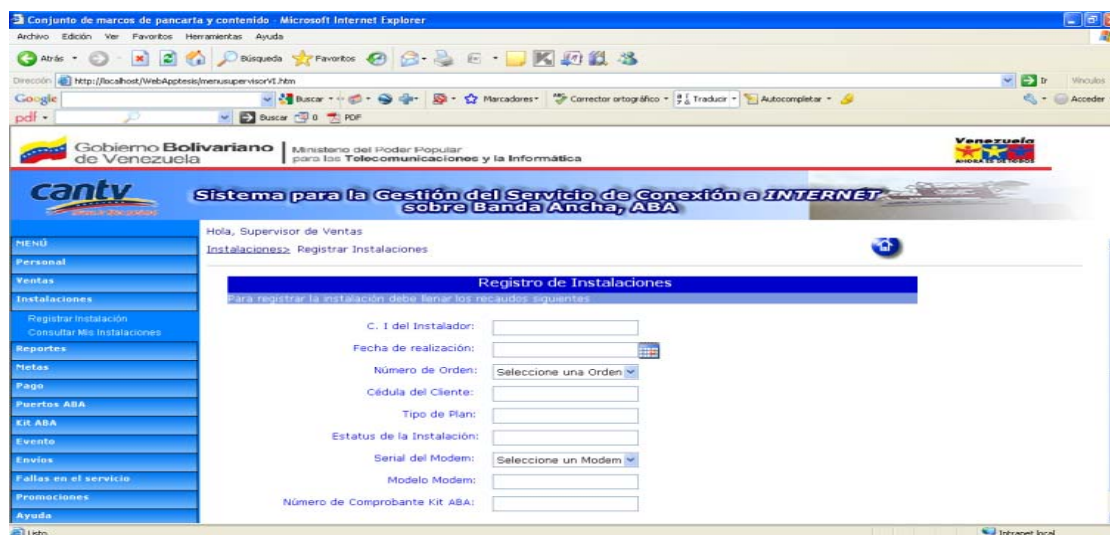 Conjunto de marcos de pancarta y contenido - Microsoft Internet Explorer
Archivo Edición Ver Favoritos Herramientas Ayuda
Atrás Búsqueda Favoritos
Dirección http://localhost/WebApptesis/menusupervisorV1.htm Ir Vínculos
Google Buscar Marcadores Corrector ortográfico Traducir Autocompletar Acceder
pdf Buscar 0 PDF
Gobierno Bolivariano de Venezuela
Ministerio del Poder Popular
para las Telecomunicaciones y la Informática
Venezuela
AHORA ES DE TODOS
cantv
Sistema para la Gestión del Servicio de Conexión a INTERNET
sobre Banda Ancha, ABA
Hola, Supervisor de Ventas
Instalaciones> Registrar Instalaciones
MENÚ
Personal
Ventas
Instalaciones
Registrar Instalación
Consultar Mis Instalaciones
Reportes
Metas
Pago
Puertos ABA
Kit ABA
Evento
Envíos
Fallas en el servicio
Promociones
Ayuda
Registro de Instalaciones
Para registrar la instalación debe llenar los recaudos siguientes
C. I del Instalador:
Fecha de realización:
Número de Orden: Seleccione una Orden
Cédula del Cliente:
Tipo de Plan:
Estatus de la Instalación:
Serial del Modem: Seleccione un Modem
Modelo Modem:
Número de Comprobante Kit ABA:
Listo
Intranet local